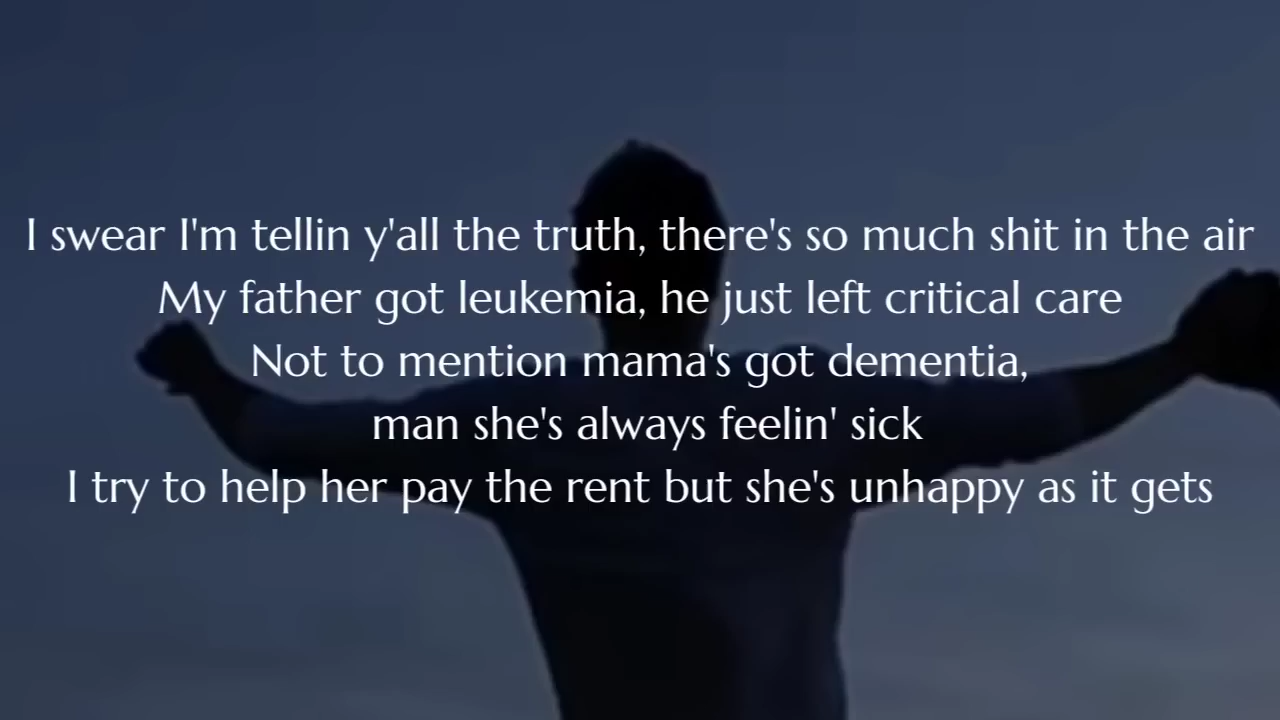 I swear I'm tellin y'all the truth, there's so much shit in the air
My father got leukemia, he just left critical care
Not to mention mama's got dementia,
man she's always feelin' sick
I try to help her pay the rent but she's unhappy as it gets